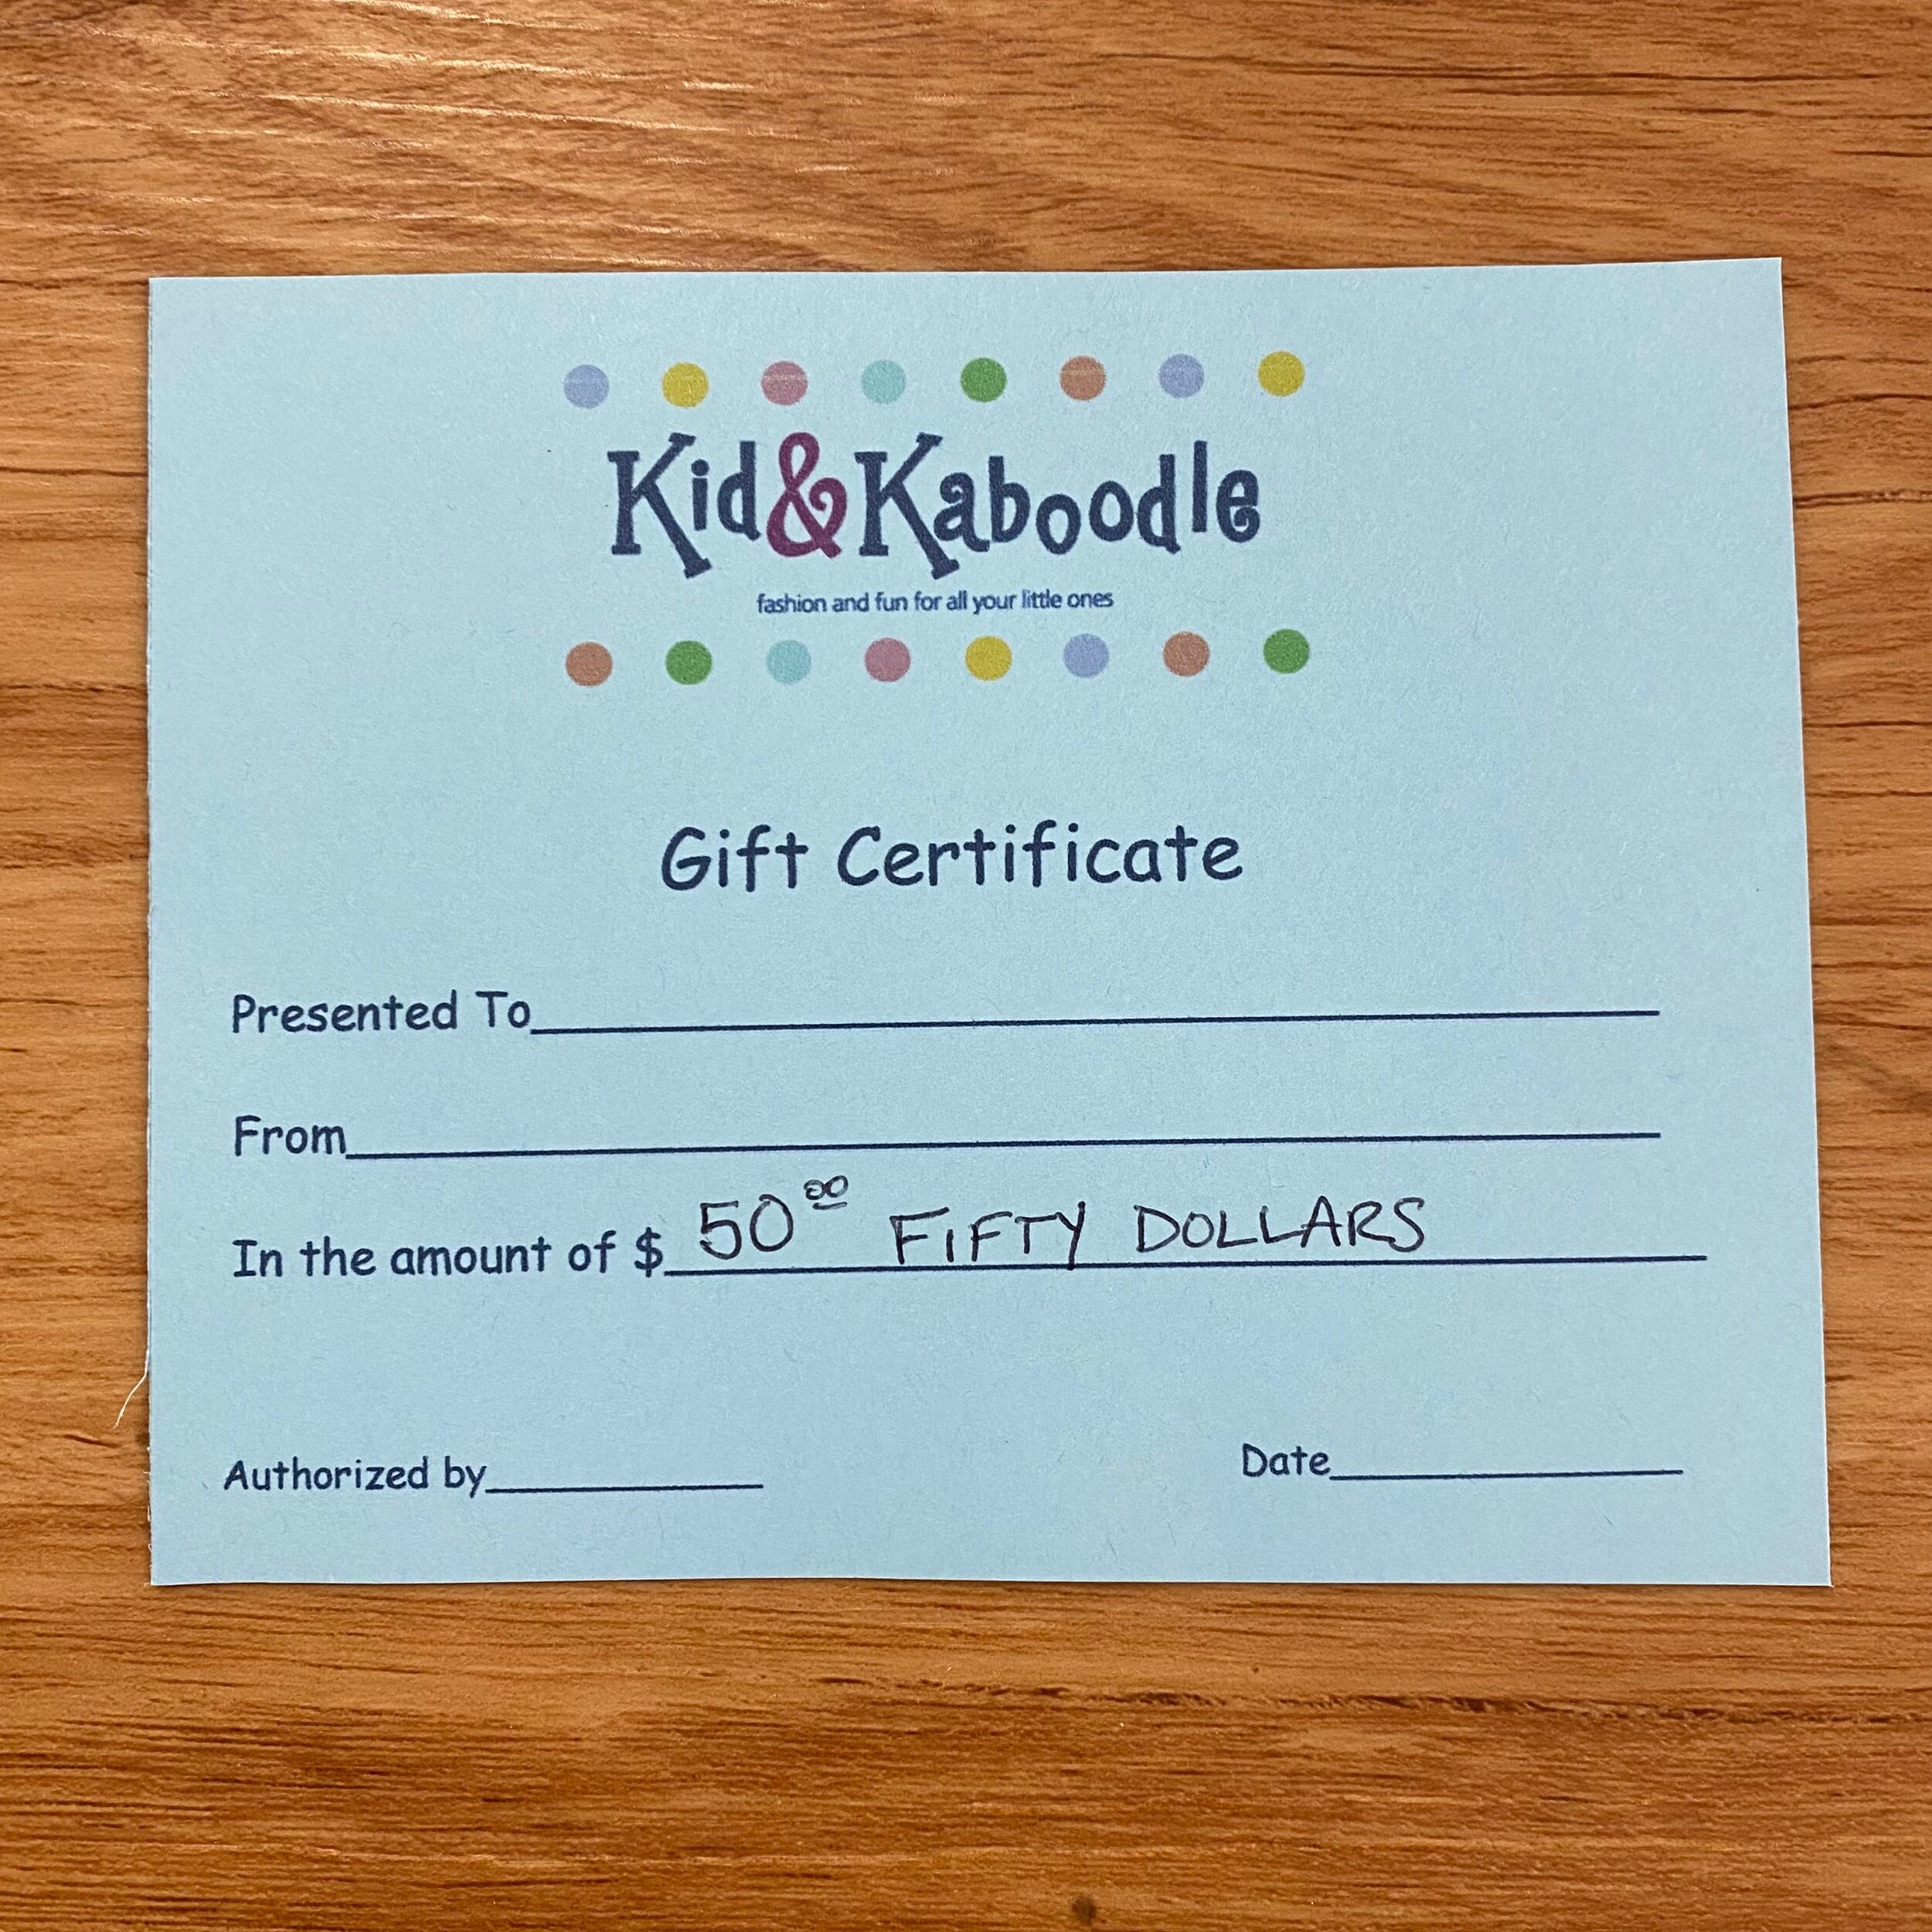 Kid&Kaboodle
fashion and fun for all your little ones
Gift Certificate
Presented To
From
In the amount of $ 50 00 FIFTY DOLLARS
Authorized by
Date